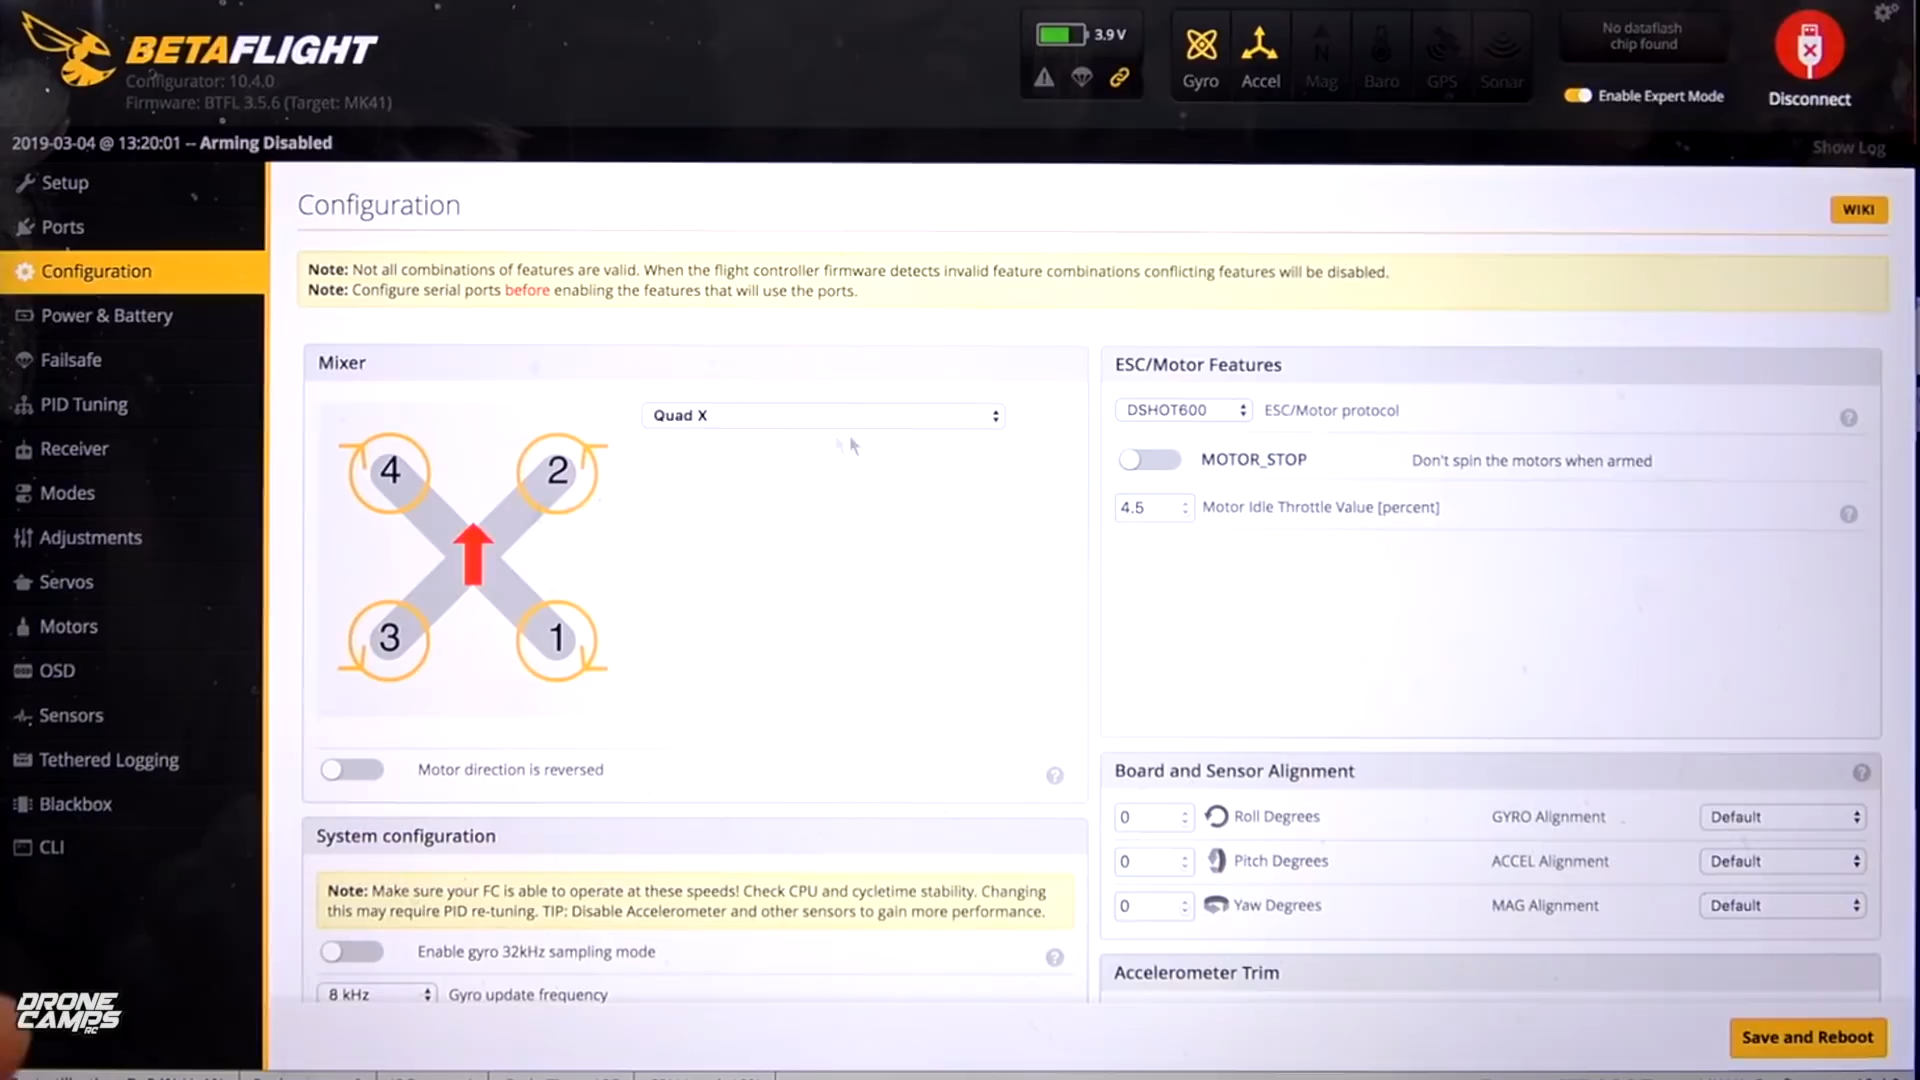 BETAFLIGHT
Configurator: 10.4.0
Firmware: BTFL 3.5.6 (Target: MK41)
3.9 V
Gyro
Accel
Mag
Baro
GPS
Sonar
No dataflash
chip found
Enable Expert Mode
Disconnect
2019-03-04 @ 13:20:01 -- Arming Disabled
Show Log
Setup
Ports
Configuration
Power & Battery
Failsafe
PID Tuning
Receiver
Modes
Adjustments
Servos
Motors
OSD
Sensors
Tethered Logging
Blackbox
CLI
DRONE
CAMPS
RC
Configuration
WIKI
Note: Not all combinations of features are valid. When the flight controller firmware detects invalid feature combinations conflicting features will be disabled.
Note: Configure serial ports before enabling the features that will use the ports.
Mixer
Quad X
4
2
3
1
Motor direction is reversed
System configuration
Note: Make sure your FC is able to operate at these speeds! Check CPU and cycletime stability. Changing
this may require PID re-tuning. TIP: Disable Accelerometer and other sensors to gain more performance.
Enable gyro 32kHz sampling mode
8 kHz Gyro update frequency
ESC/Motor Features
DSHOT600 ESC/Motor protocol
MOTOR_STOP Don't spin the motors when armed
4.5 Motor Idle Throttle Value [percent]
Board and Sensor Alignment
0 Roll Degrees GYRO Alignment Default
0 Pitch Degrees ACCEL Alignment Default
0 Yaw Degrees MAG Alignment Default
Accelerometer Trim
Save and Reboot